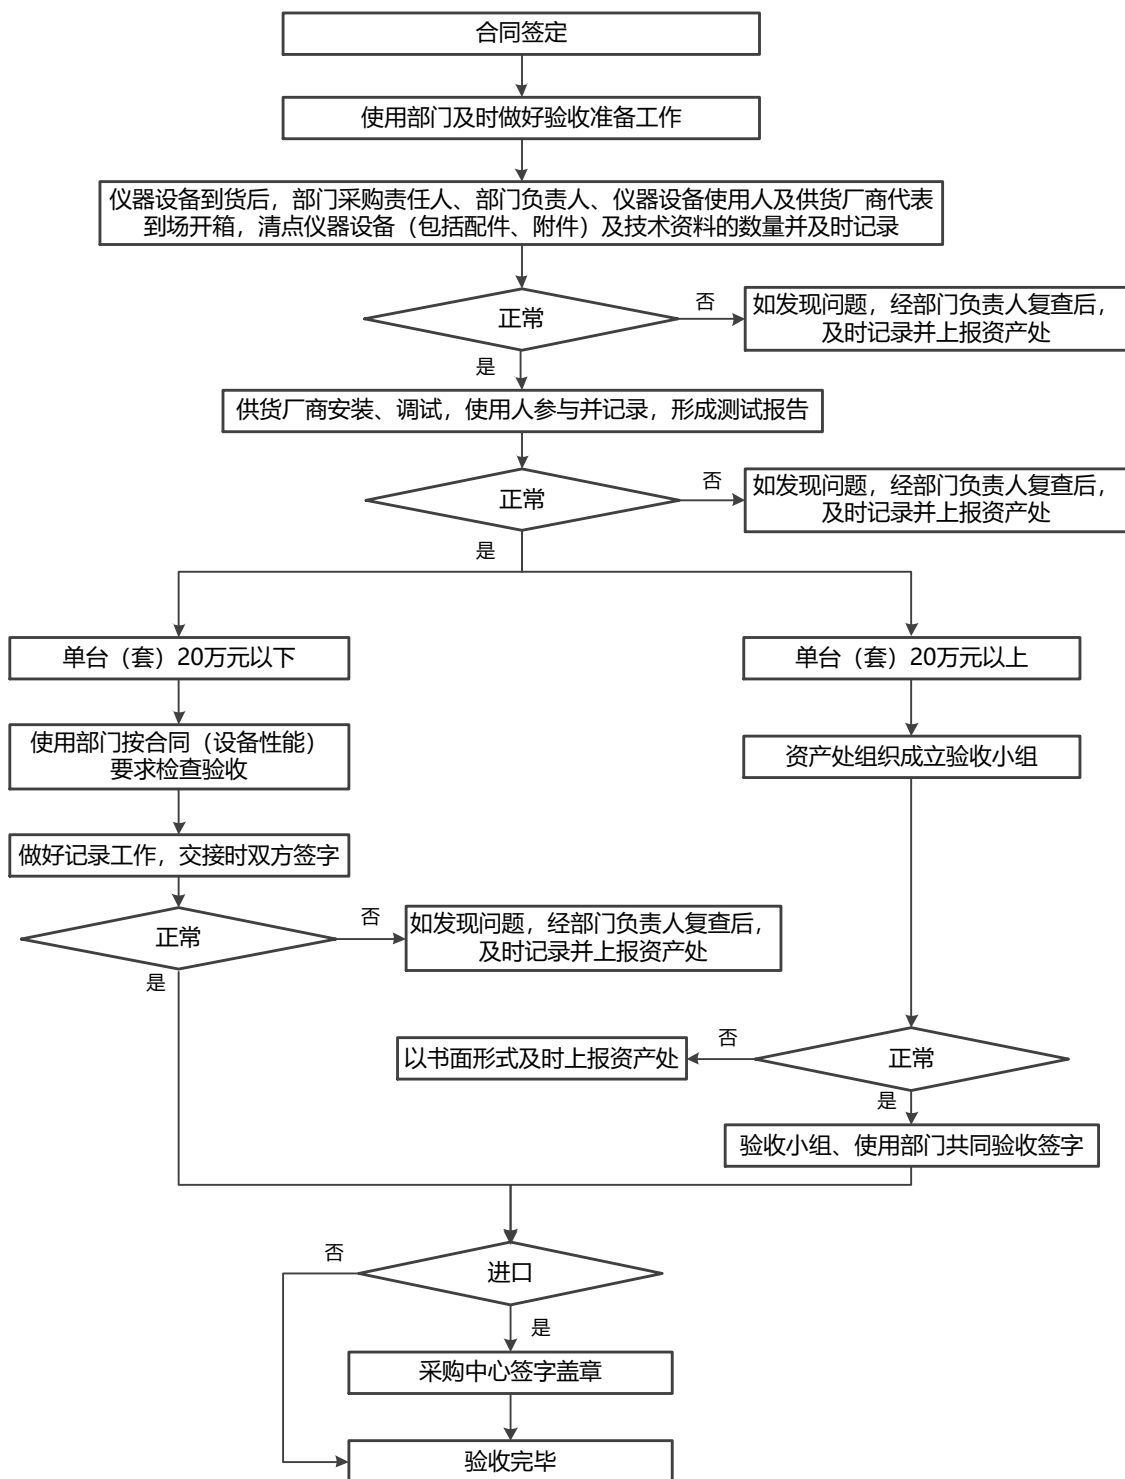 合同签定
使用部门及时做好验收准备工作
仪器设备到货后，部门采购责任人、部门负责人、仪器设备使用人及供货厂商代表
到场开箱，清点仪器设备（包括配件、附件）及技术资料的数量并及时记录
正常
否
如发现问题，经部门负责人复查后，
及时记录并上报资产处
是
供货厂商安装、调试，使用人参与并记录，形成测试报告
正常
否
如发现问题，经部门负责人复查后，
及时记录并上报资产处
是
单台（套）20万元以下
单台（套）20万元以上
使用部门按合同（设备性能）
要求检查验收
资产处组织成立验收小组
做好记录工作，交接时双方签字
正常
否
如发现问题，经部门负责人复查后，
及时记录并上报资产处
是
以书面形式及时上报资产处
否
正常
是
验收小组、使用部门共同验收签字
否
进口
是
采购中心签字盖章
验收完毕